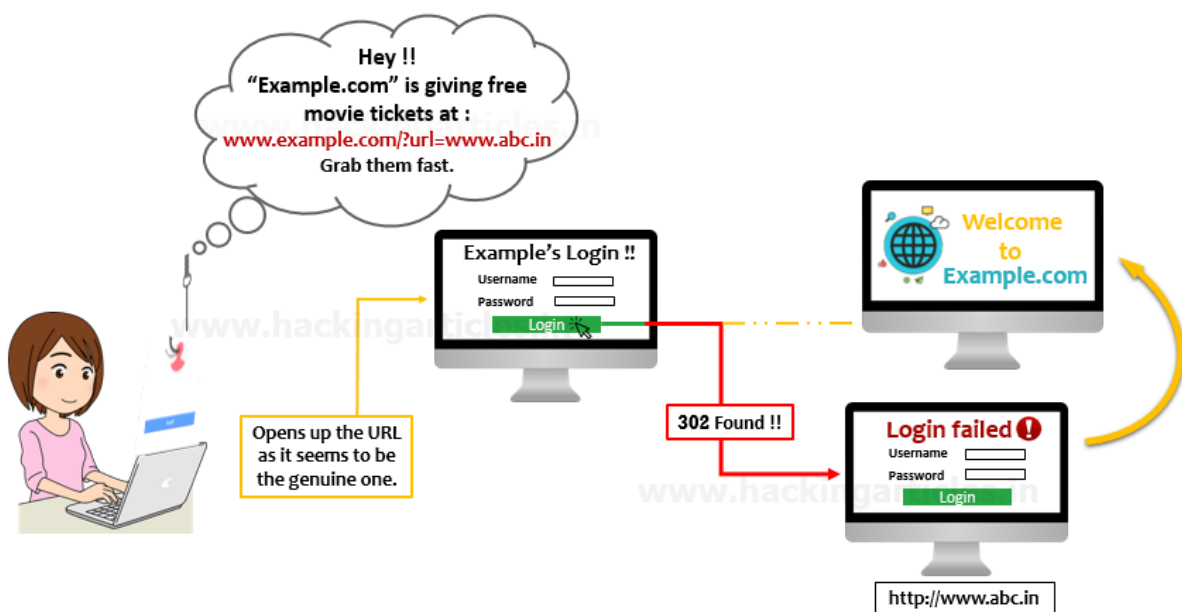 Hey !!
“Example.com” is giving free
movie tickets at :
www.example.com/?url=www.abc.in
Grab them fast.
www.hackingarticles.in
Example's Login !!
Username
Password
Login
www.hackingarticles.in
Welcome
to
Example.com
Opens up the URL
as it seems to be
the genuine one.
302 Found !!
Login failed !
Username
Password
Login
www.hackingarticles.in
http://www.abc.in